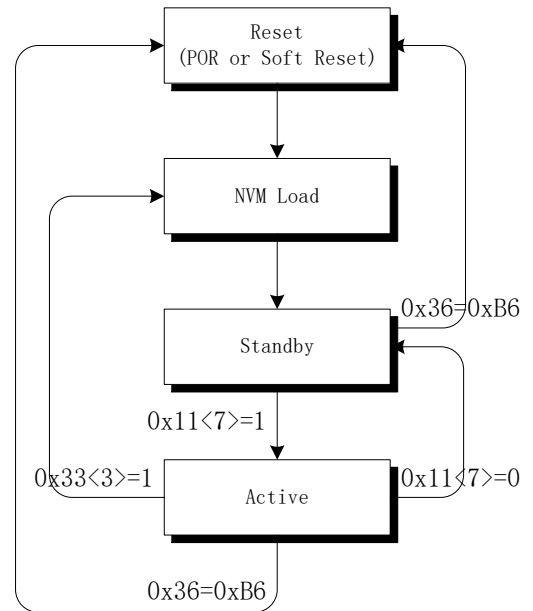 Reset
(POR or Soft Reset)
NVM Load
0x36=0xB6
Standby
0x11<7>=1
0x33<3>=1
Active
0x11<7>=0
0x36=0xB6